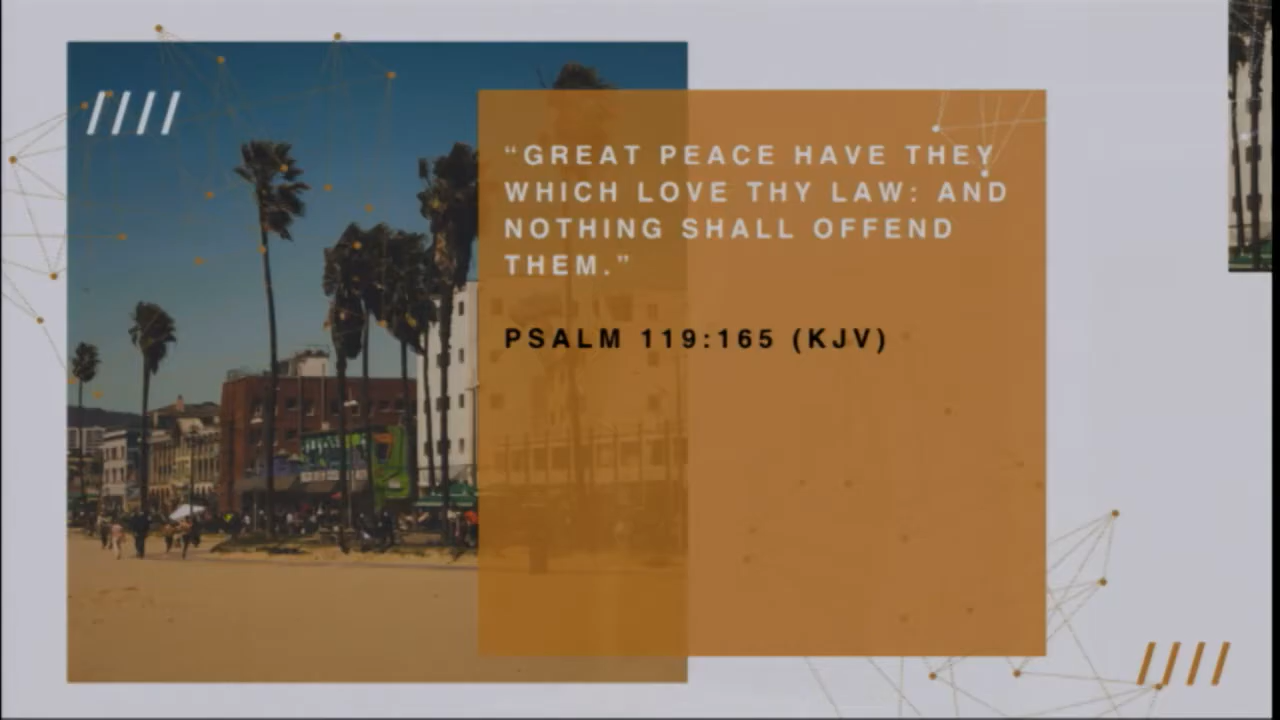 “GREAT PEACE HAVE THEY
WHICH LOVE THY LAW: AND
NOTHING SHALL OFFEND
THEM.”
PSALM 119:165 (KJV)